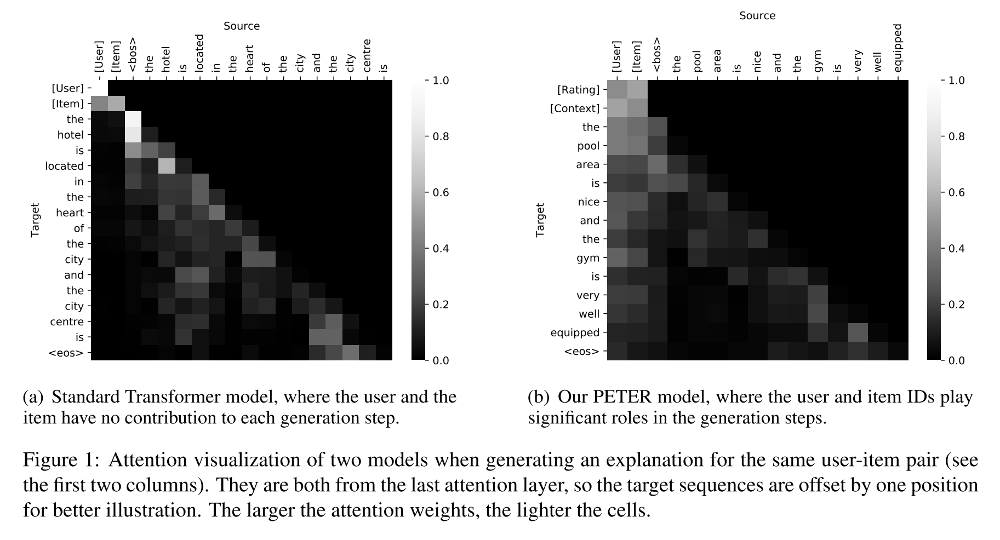 Source
[User] [Item] <bos> the hotel is located in the heart of the city and the city centre is
Target
[User]
[Item]
the
hotel
is
located
in
the
heart
of
the
city
and
the
city
centre
is
<eos>
1.0
0.8
0.6
0.4
0.2
0.0
(a) Standard Transformer model, where the user and the
item have no contribution to each generation step.
Source
[User] [Item] <bos> the pool area is nice and the gym is very well equipped
Target
[Rating]
[Context]
the
pool
area
is
nice
and
the
gym
is
very
well
equipped
<eos>
1.0
0.8
0.6
0.4
0.2
0.0
(b) Our PETER model, where the user and item IDs play
significant roles in the generation steps.
Figure 1: Attention visualization of two models when generating an explanation for the same user-item pair (see
the first two columns). They are both from the last attention layer, so the target sequences are offset by one position
for better illustration. The larger the attention weights, the lighter the cells.